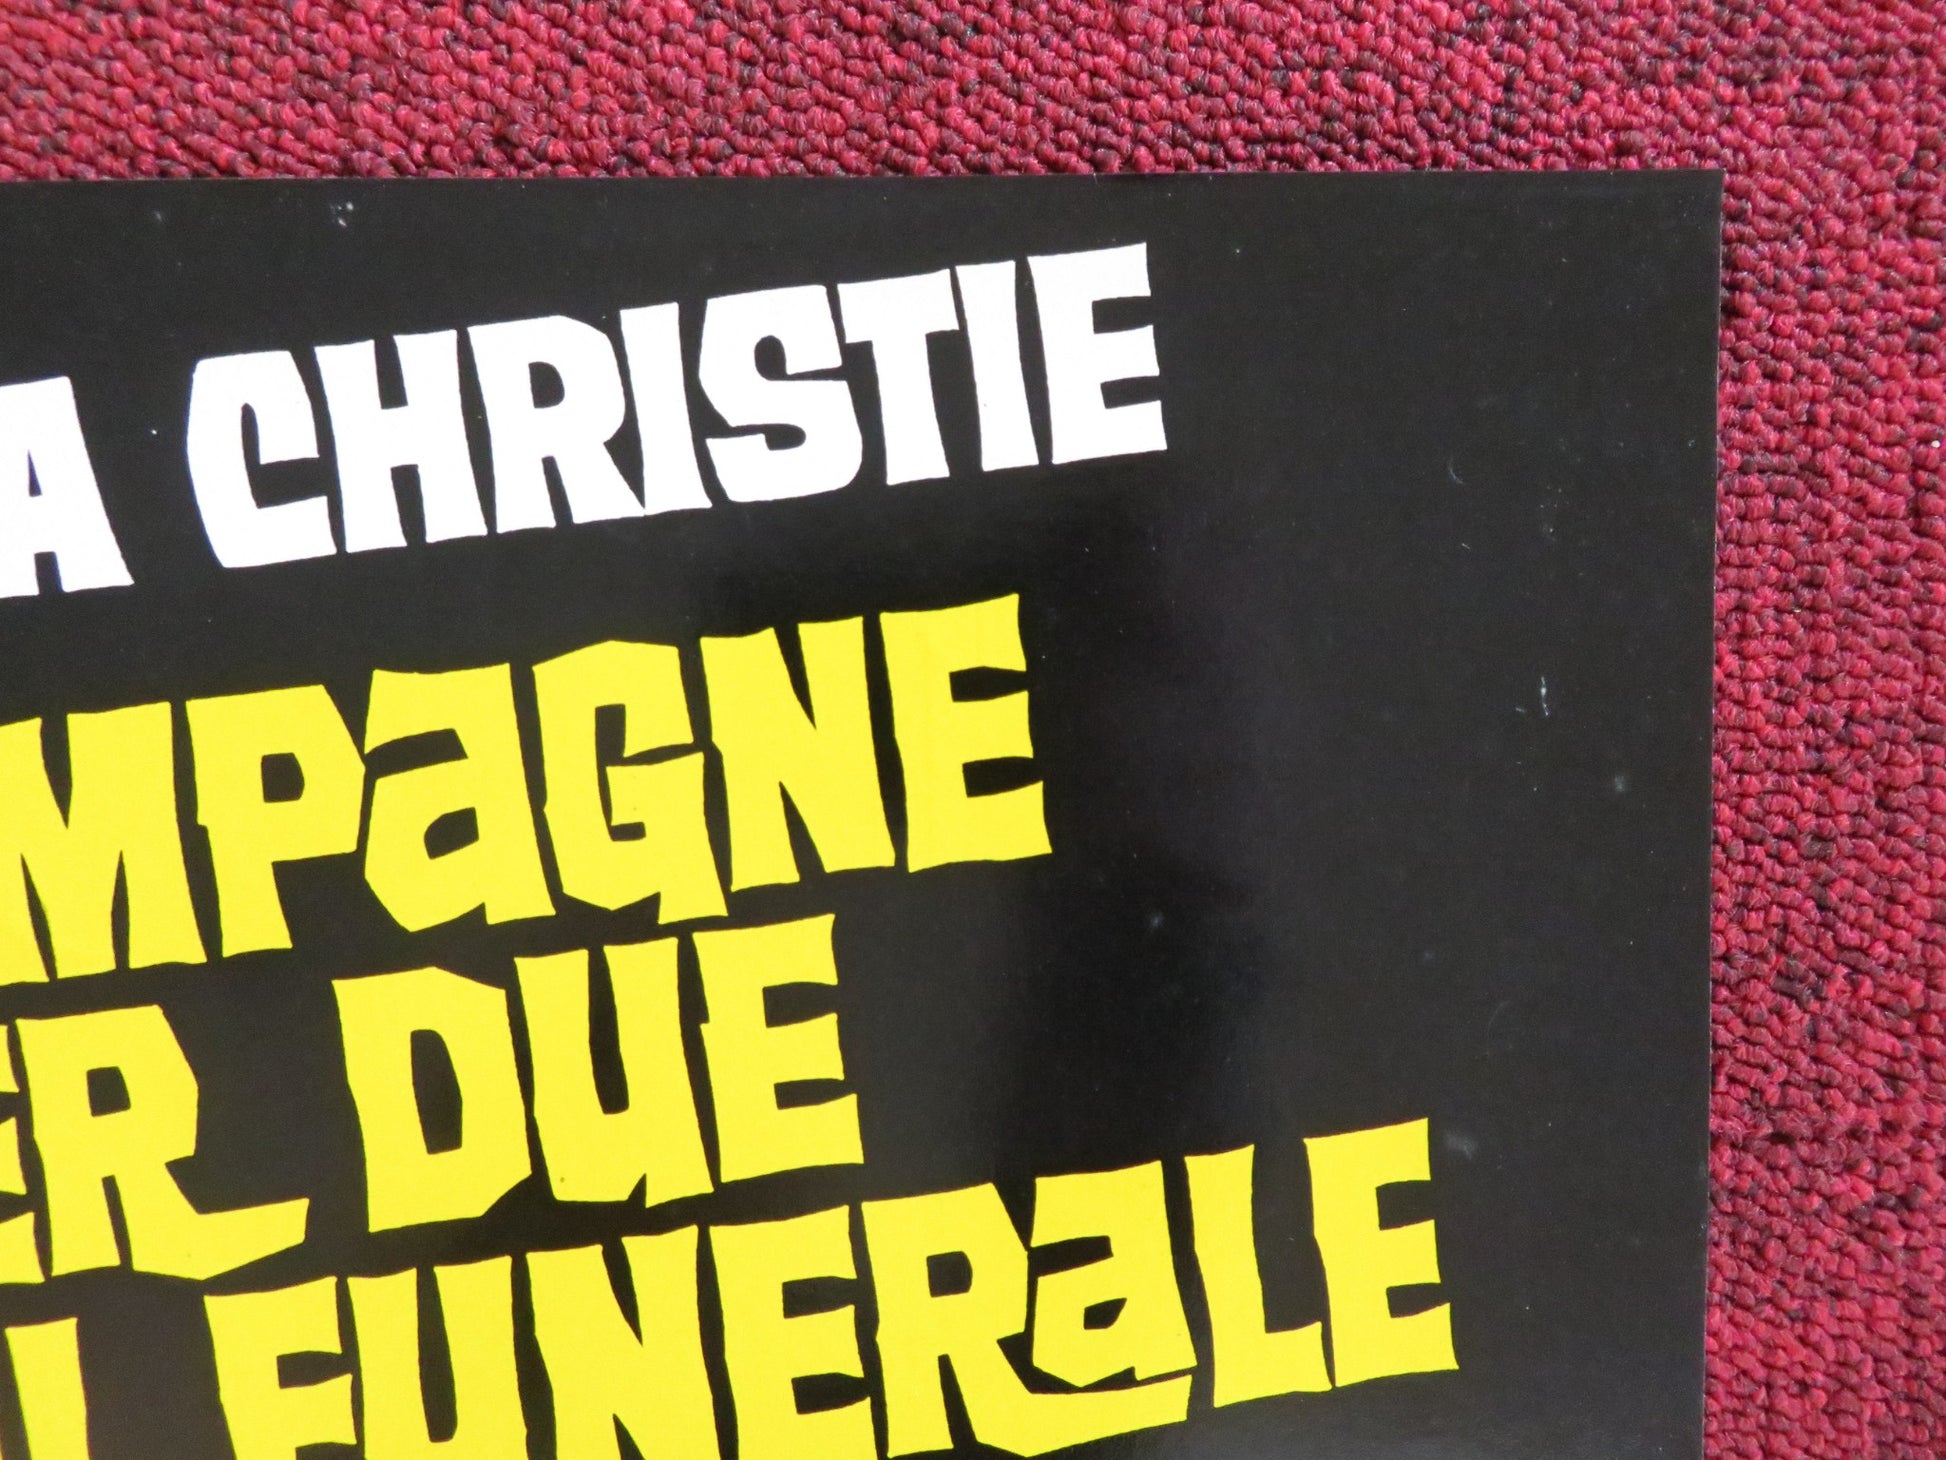 A CHRISTIE
MPAGNE
ER DUE
I FUNERALE